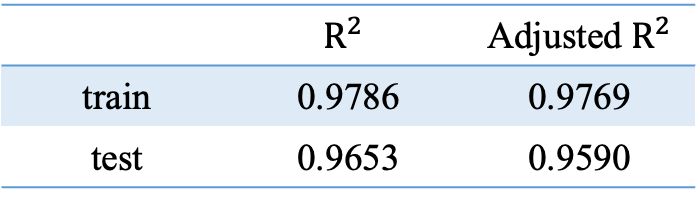 R² Adjusted R²
train 0.9786 0.9769
test 0.9653 0.9590